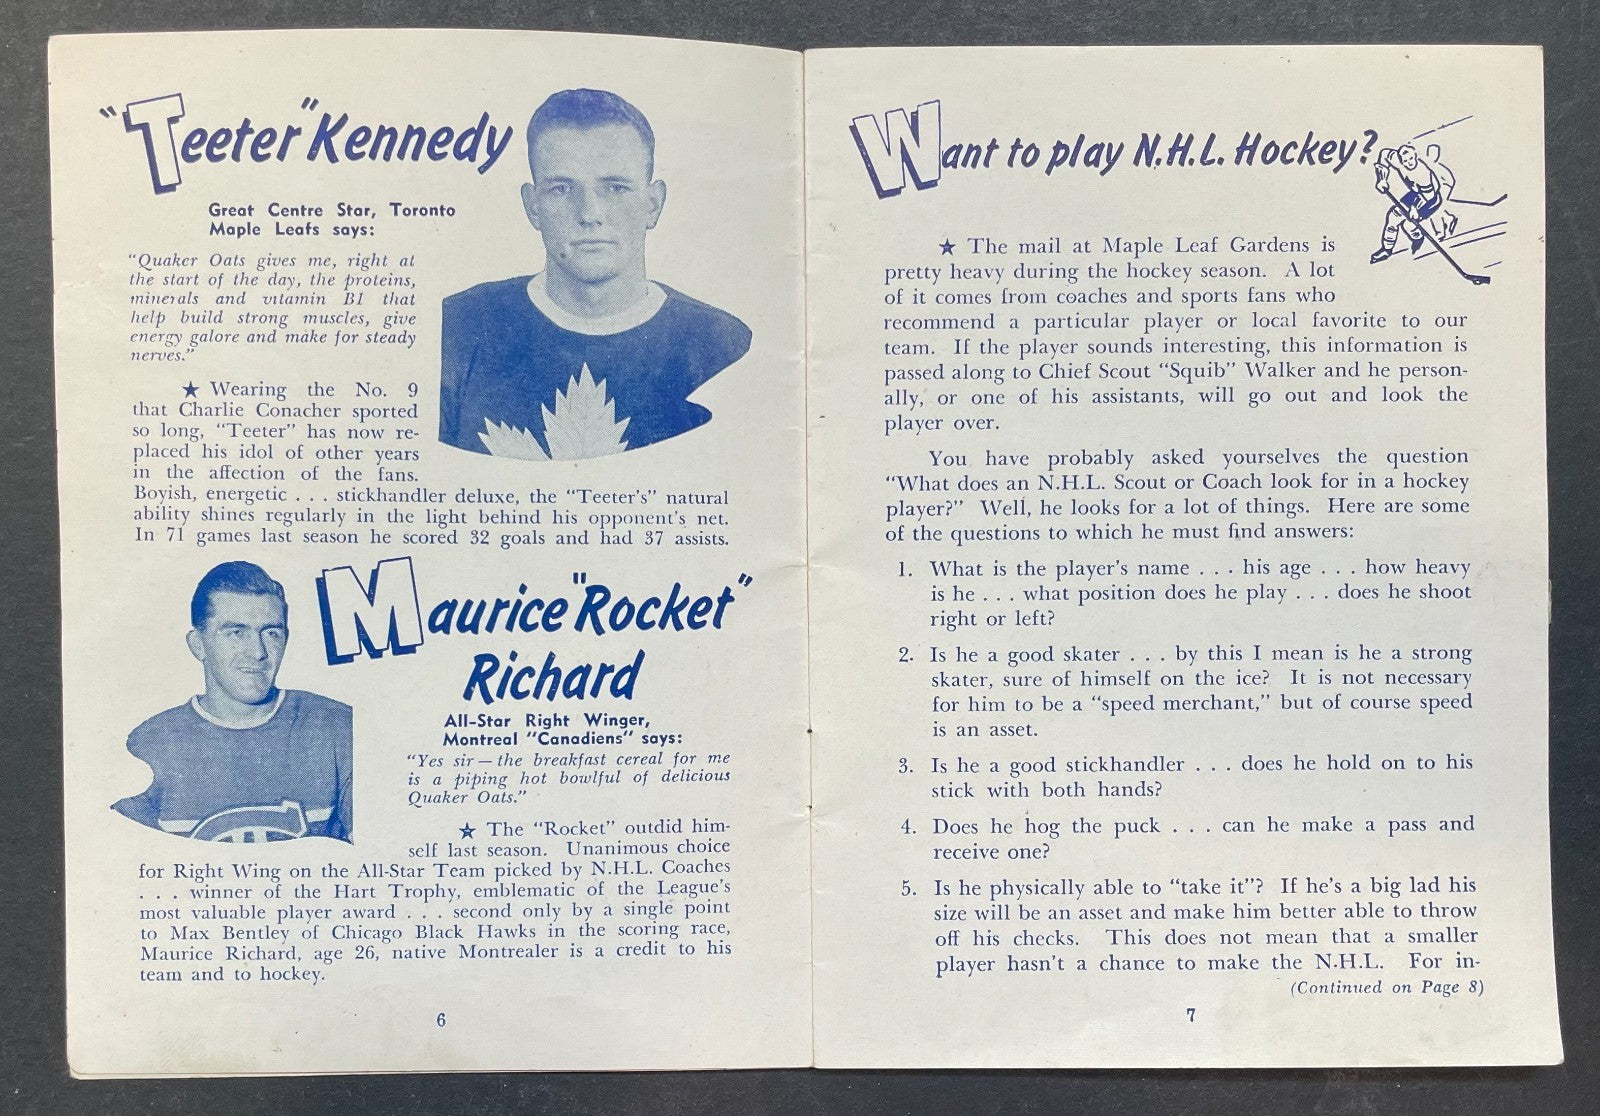 "Teeter" Kennedy
Great Centre Star, Toronto
Maple Leafs says:
"Quaker Oats gives me, right at
the start of the day, the proteins,
minerals and vitamin B1 that
help build strong muscles, give
energy galore and make for steady
nerves."
★ Wearing the No. 9
that Charlie Conacher sported
so long, "Teeter" has now re-
placed his idol of other years
in the affection of the fans.
Boyish, energetic . . . stickhandler deluxe, the "Teeter's" natural
ability shines regularly in the light behind his opponent's net.
In 71 games last season he scored 32 goals and had 37 assists.
Maurice "Rocket"
Richard
All-Star Right Winger,
Montreal "Canadiens" says:
"Yes sir — the breakfast cereal for me
is a piping hot bowlful of delicious
Quaker Oats."
★ The "Rocket" outdid him-
self last season. Unanimous choice
for Right Wing on the All-Star Team picked by N.H.L. Coaches
. . . winner of the Hart Trophy, emblematic of the League's
most valuable player award . . . second only by a single point
to Max Bentley of Chicago Black Hawks in the scoring race,
Maurice Richard, age 26, native Montrealer is a credit to his
team and to hockey.
6
Want to play N.H.L. Hockey?
★ The mail at Maple Leaf Gardens is
pretty heavy during the hockey season. A lot
of it comes from coaches and sports fans who
recommend a particular player or local favorite to our
team. If the player sounds interesting, this information is
passed along to Chief Scout "Squib" Walker and he person-
ally, or one of his assistants, will go out and look the
player over.
You have probably asked yourselves the question
"What does an N.H.L. Scout or Coach look for in a hockey
player?" Well, he looks for a lot of things. Here are some
of the questions to which he must find answers:
1. What is the player's name . . . his age . . . how heavy
is he . . . what position does he play . . . does he shoot
right or left?
2. Is he a good skater . . . by this I mean is he a strong
skater, sure of himself on the ice? It is not necessary
for him to be a "speed merchant," but of course speed
is an asset.
3. Is he a good stickhandler . . . does he hold on to his
stick with both hands?
4. Does he hog the puck . . . can he make a pass and
receive one?
5. Is he physically able to "take it"? If he's a big lad his
size will be an asset and make him better able to throw
off his checks. This does not mean that a smaller
player hasn't a chance to make the N.H.L. For in-
(Continued on Page 8)
7